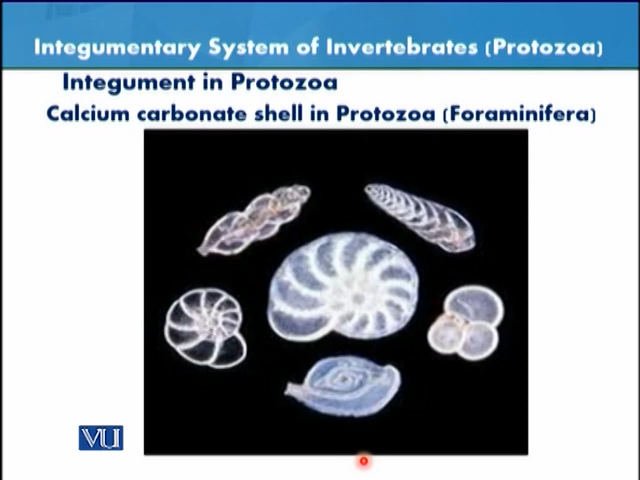 Integumentary System of Invertebrates (Protozoa)
Integument in Protozoa
Calcium carbonate shell in Protozoa (Foraminifera)
VU